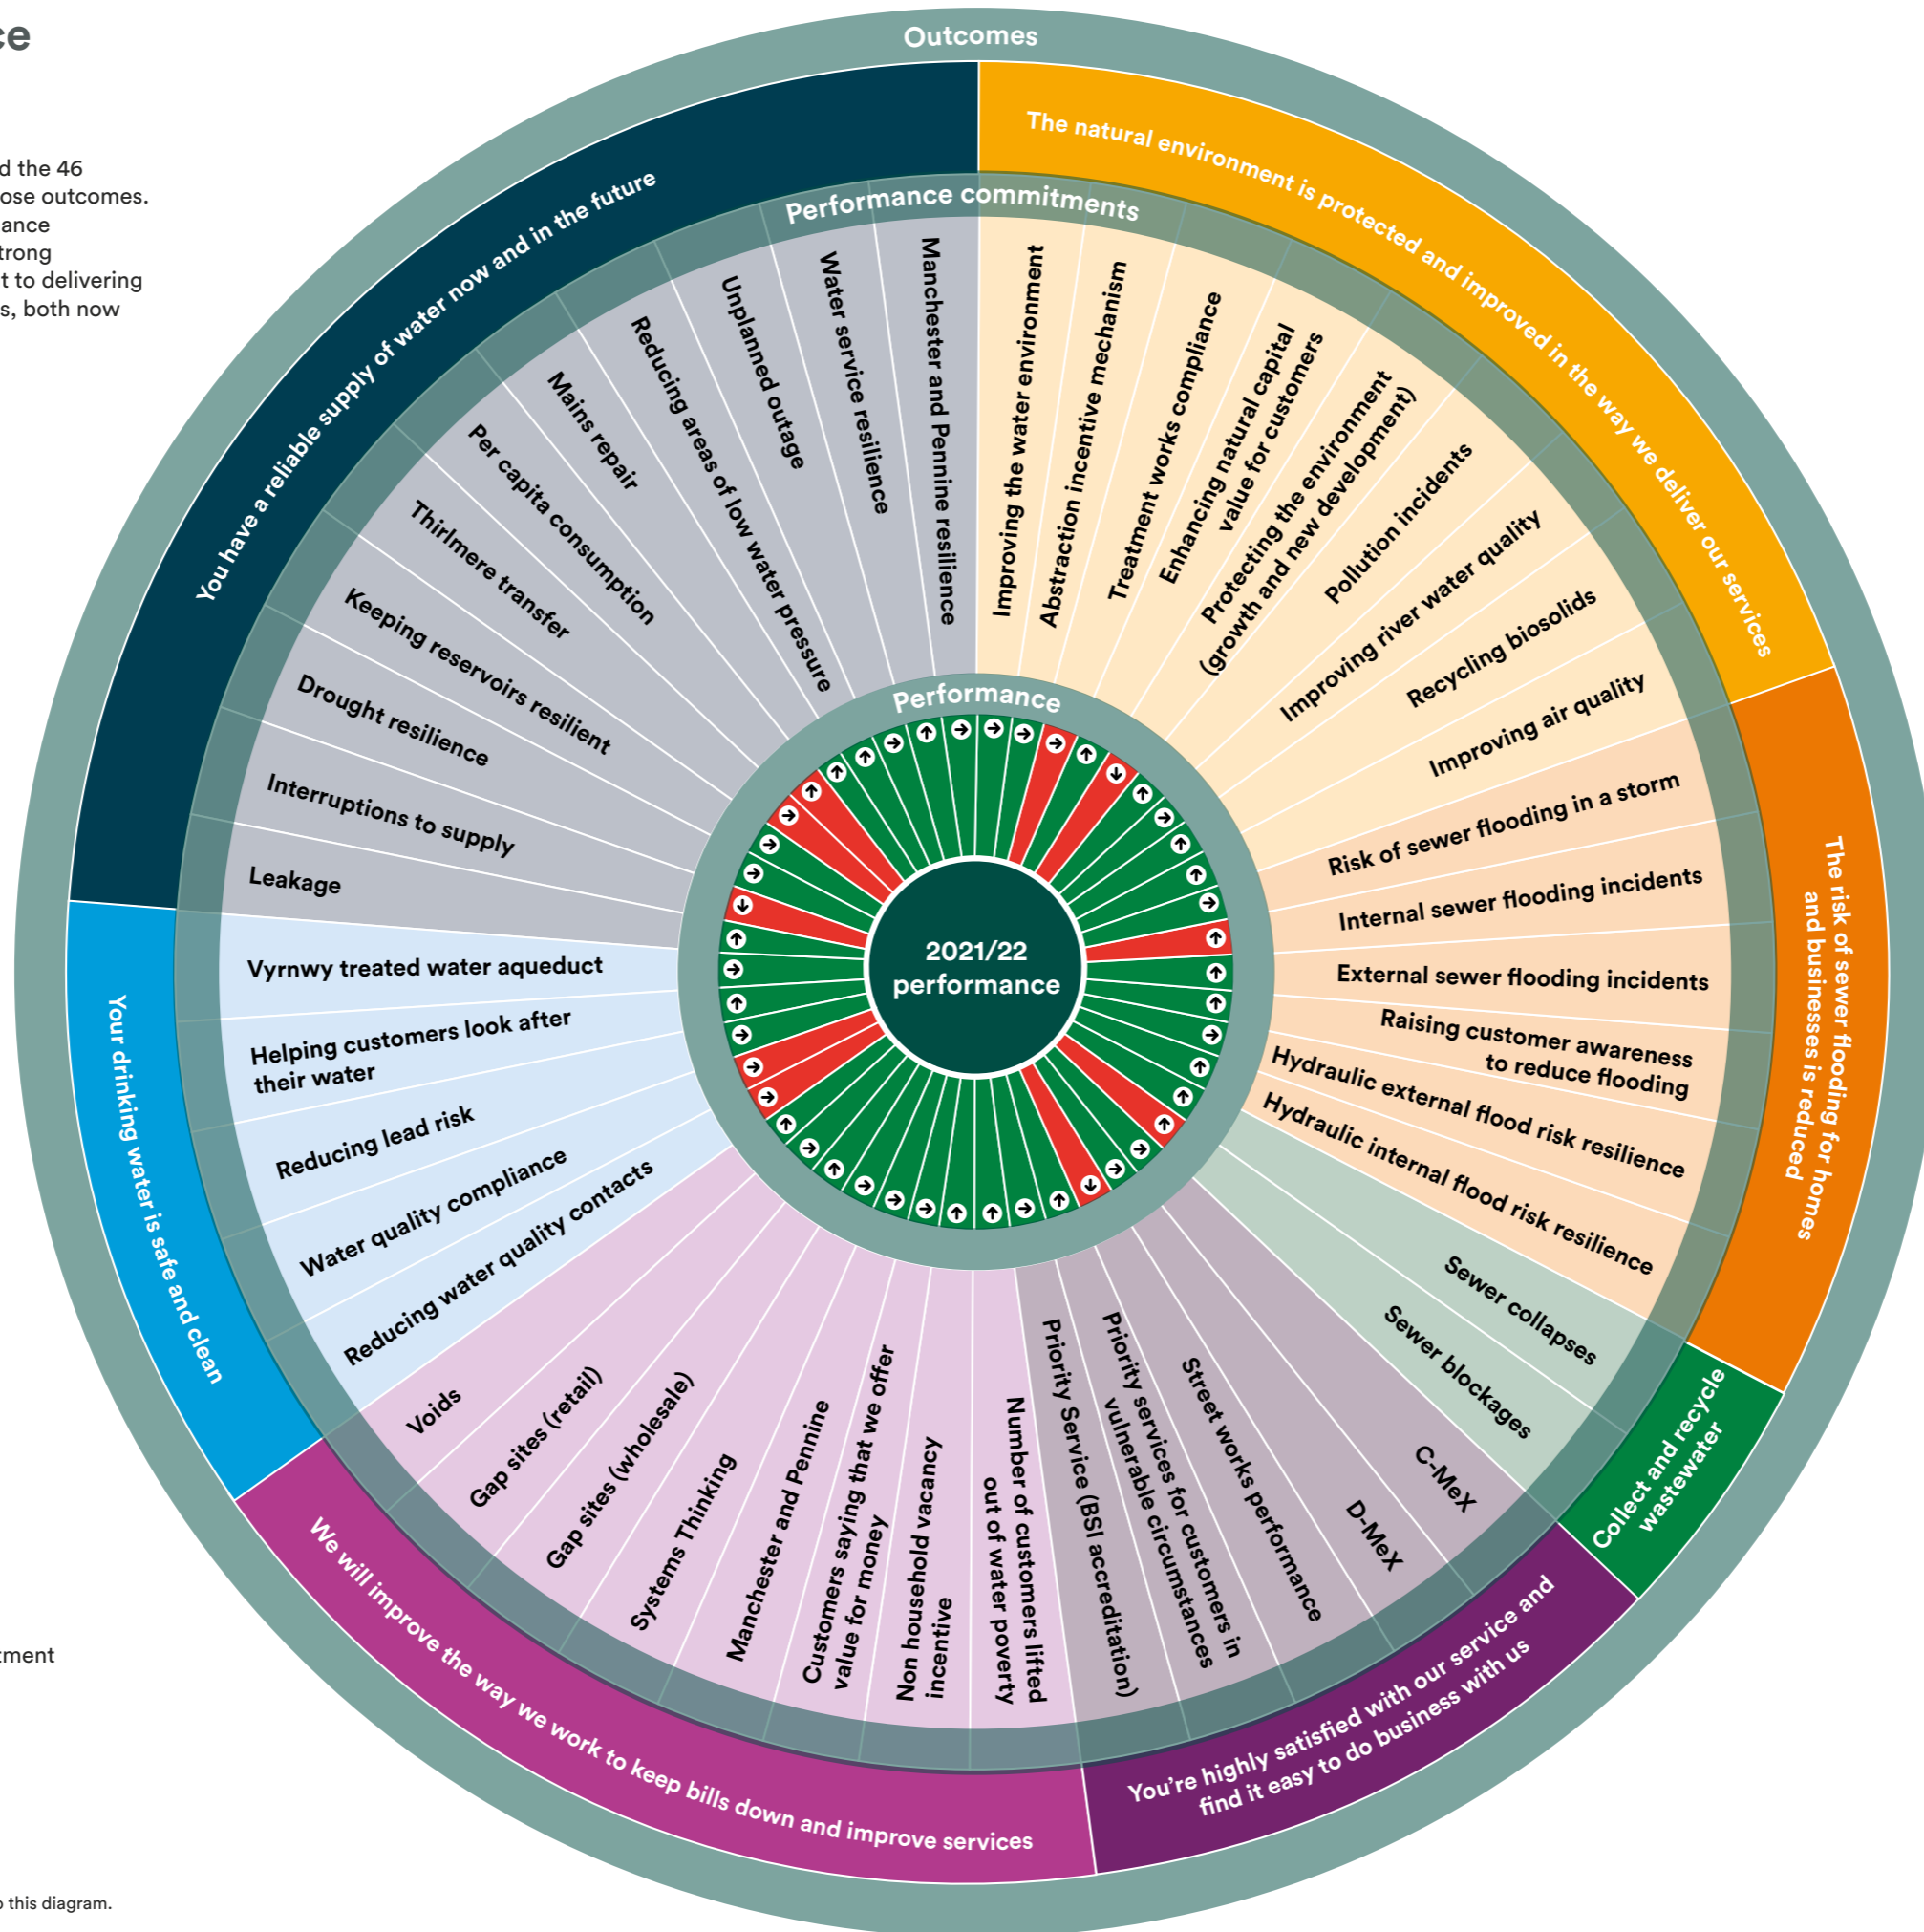 ce
d the 46
ose outcomes.
ance
trong
t to delivering
s, both now
Outcomes
The natural environment is protected and improved in the way we deliver our services
The risk of sewer flooding for homes
and businesses is reduced
Collect and recycle
wastewater
You're highly satisfied with our service and
find it easy to do business with us
We will improve the way we work to keep bills down and improve services
Your drinking water is safe and clean
You have a reliable supply of water now and in the future
Performance commitments
Improving the water environment
Abstraction incentive mechanism
Treatment works compliance
Enhancing natural capital
value for customers
Protecting the environment
(growth and new development)
Pollution incidents
Improving river water quality
Recycling biosolids
Improving air quality
Risk of sewer flooding in a storm
Internal sewer flooding incidents
External sewer flooding incidents
Raising customer awareness
to reduce flooding
Hydraulic external flood risk resilience
Hydraulic internal flood risk resilience
Sewer collapses
Sewer blockages
C-MeX
D-MeX
Street works performance
Priority services for customers in
vulnerable circumstances
Priority Service (BSI accreditation)
Number of customers lifted
out of water poverty
Non household vacancy
incentive
Customers saying that we offer
value for money
Manchester and Pennine
Systems Thinking
Gap sites (wholesale)
Gap sites (retail)
Voids
Reducing water quality contacts
Water quality compliance
Reducing lead risk
Helping customers look after
their water
Vyrnwy treated water aqueduct
Leakage
Interruptions to supply
Drought resilience
Keeping reservoirs resilient
Thirlmere transfer
Per capita consumption
Mains repair
Reducing areas of low water pressure
Unplanned outage
Water service resilience
Manchester and Pennine resilience
Performance
2021/22
performance
tment
o this diagram.